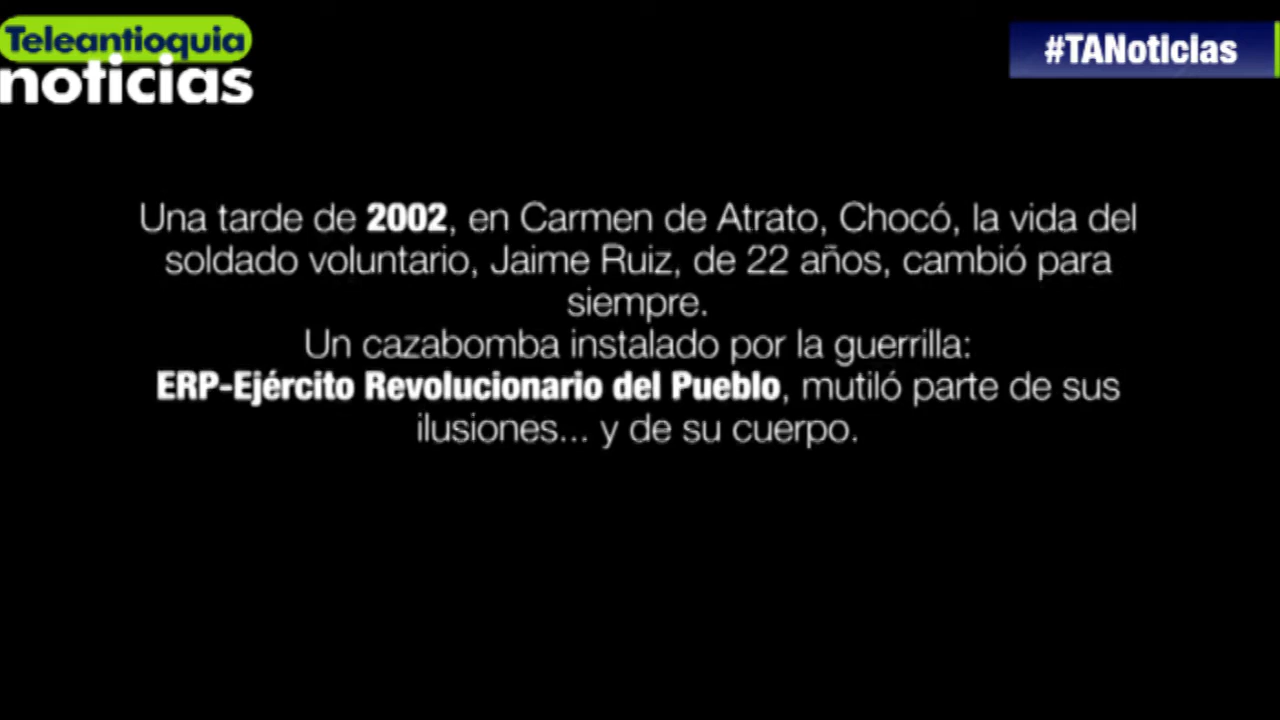 Teleantioquia
noticias
#TANoticias
Una tarde de 2002, en Carmen de Atrato, Chocó, la vida del
soldado voluntario, Jaime Ruiz, de 22 años, cambió para
siempre.
Un cazabomba instalado por la guerrilla:
ERP-Ejército Revolucionario del Pueblo, mutiló parte de sus
ilusiones... y de su cuerpo.